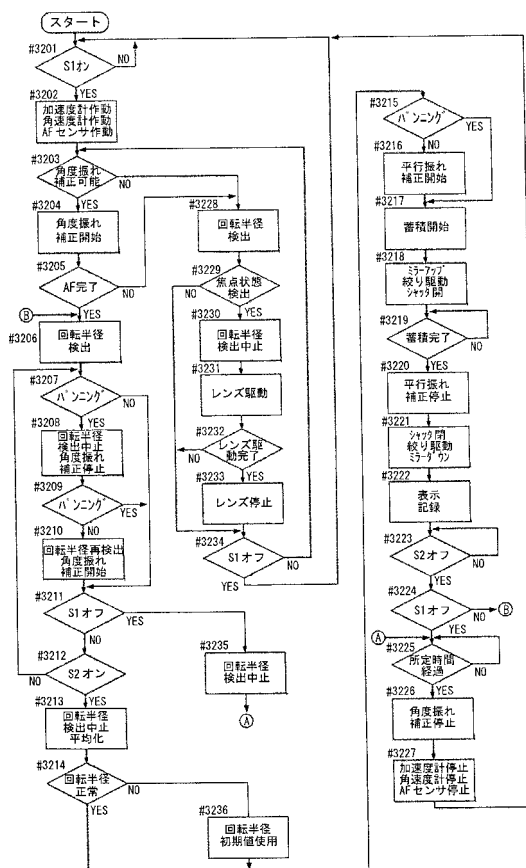 スタート
#3201
S1オン
NO
YES
#3202
加速度計作動
角速度計作動
AFセンサ作動
#3203
角度振れ
補正可能
NO
YES
#3204
角度振れ
補正開始
#3205
AF完了
NO
YES
B
#3206
回転半径
検出
#3207
パンニング
NO
YES
#3208
回転半径
検出中止
角度振れ
補正停止
#3209
パンニング
YES
NO
#3210
回転半径再検出
角度振れ
補正開始
#3211
S1オフ
YES
NO
#3212
S2オン
NO
YES
#3213
回転半径
検出中止
平均化
#3214
回転半径
正常
NO
YES
#3228
回転半径
検出
#3229
焦点状態
検出
NO
YES
#3230
回転半径
検出中止
#3231
レンズ駆動
#3232
レンズ駆
動完了
NO
YES
#3233
レンズ停止
#3234
S1オフ
NO
YES
#3235
回転半径
検出中止
A
#3236
回転半径
初期値使用
#3215
パンニング
YES
NO
#3216
平行振れ
補正開始
#3217
蓄積開始
#3218
ミラーアップ
絞り駆動
シャッタ開
#3219
蓄積完了
NO
YES
#3220
平行振れ
補正停止
#3221
シャッタ閉
絞り駆動
ミラーダウン
#3222
表示
記録
#3223
S2オフ
NO
YES
#3224
S1オフ
NO
B
YES
A
#3225
所定時間
経過
NO
YES
#3226
角度振れ
補正停止
#3227
加速度計停止
角速度計停止
AFセンサ停止